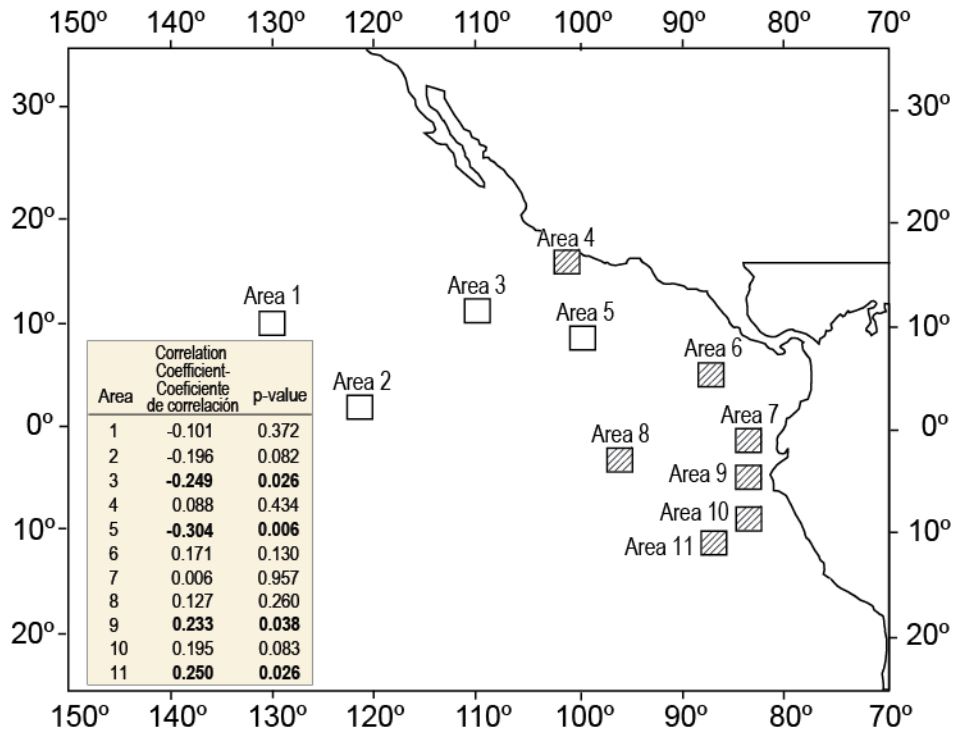 150º 140º 130º 120º 110º 100º 90º 80º 70º
30º 30º
20º 20º
Area 4
Area 1 Area 3
Area 5
10º 10º
Area 6
Area 2
0º Area 8 Area 7 0º
Area 9
Area 10
10º 10º
Area 11
20º 20º
Correlation
Coefficient-
Coeficiente
Area de correlación p-value
1 -0.101 0.372
2 -0.196 0.082
3 -0.249 0.026
4 0.088 0.434
5 -0.304 0.006
6 0.171 0.130
7 0.006 0.957
8 0.127 0.260
9 0.233 0.038
10 0.195 0.083
11 0.250 0.026
150º 140º 130º 120º 110º 100º 90º 80º 70º